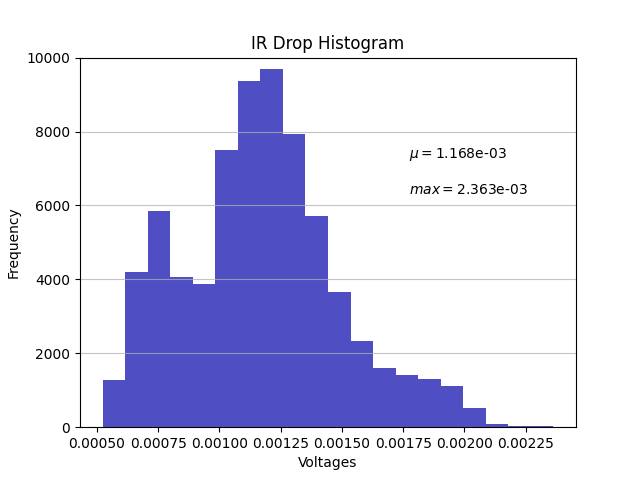 IR Drop Histogram
10000
8000
6000
4000
2000
0
Frequency
μ = 1.168e-03
max = 2.363e-03
0.00050 0.00075 0.00100 0.00125 0.00150 0.00175 0.00200 0.00225
Voltages